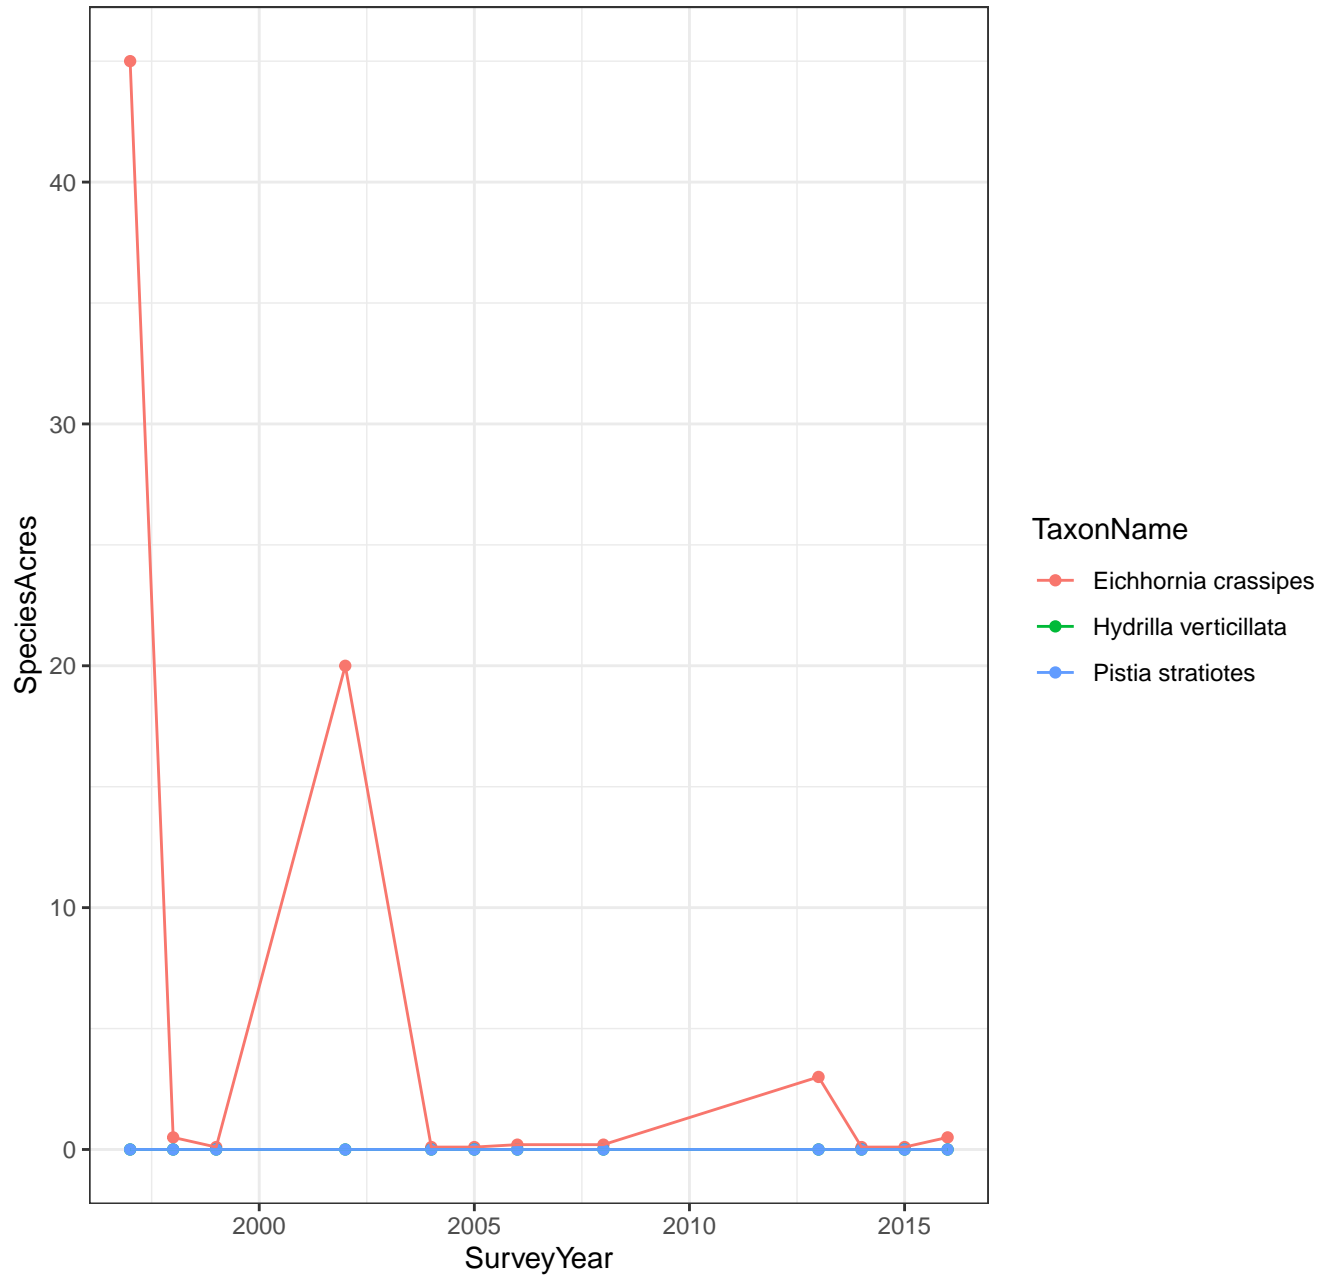 SpeciesAcres
40
30
20
10
0
2000 2005 2010 2015
SurveyYear
TaxonName
Eichhornia crassipes
Hydrilla verticillata
Pistia stratiotes